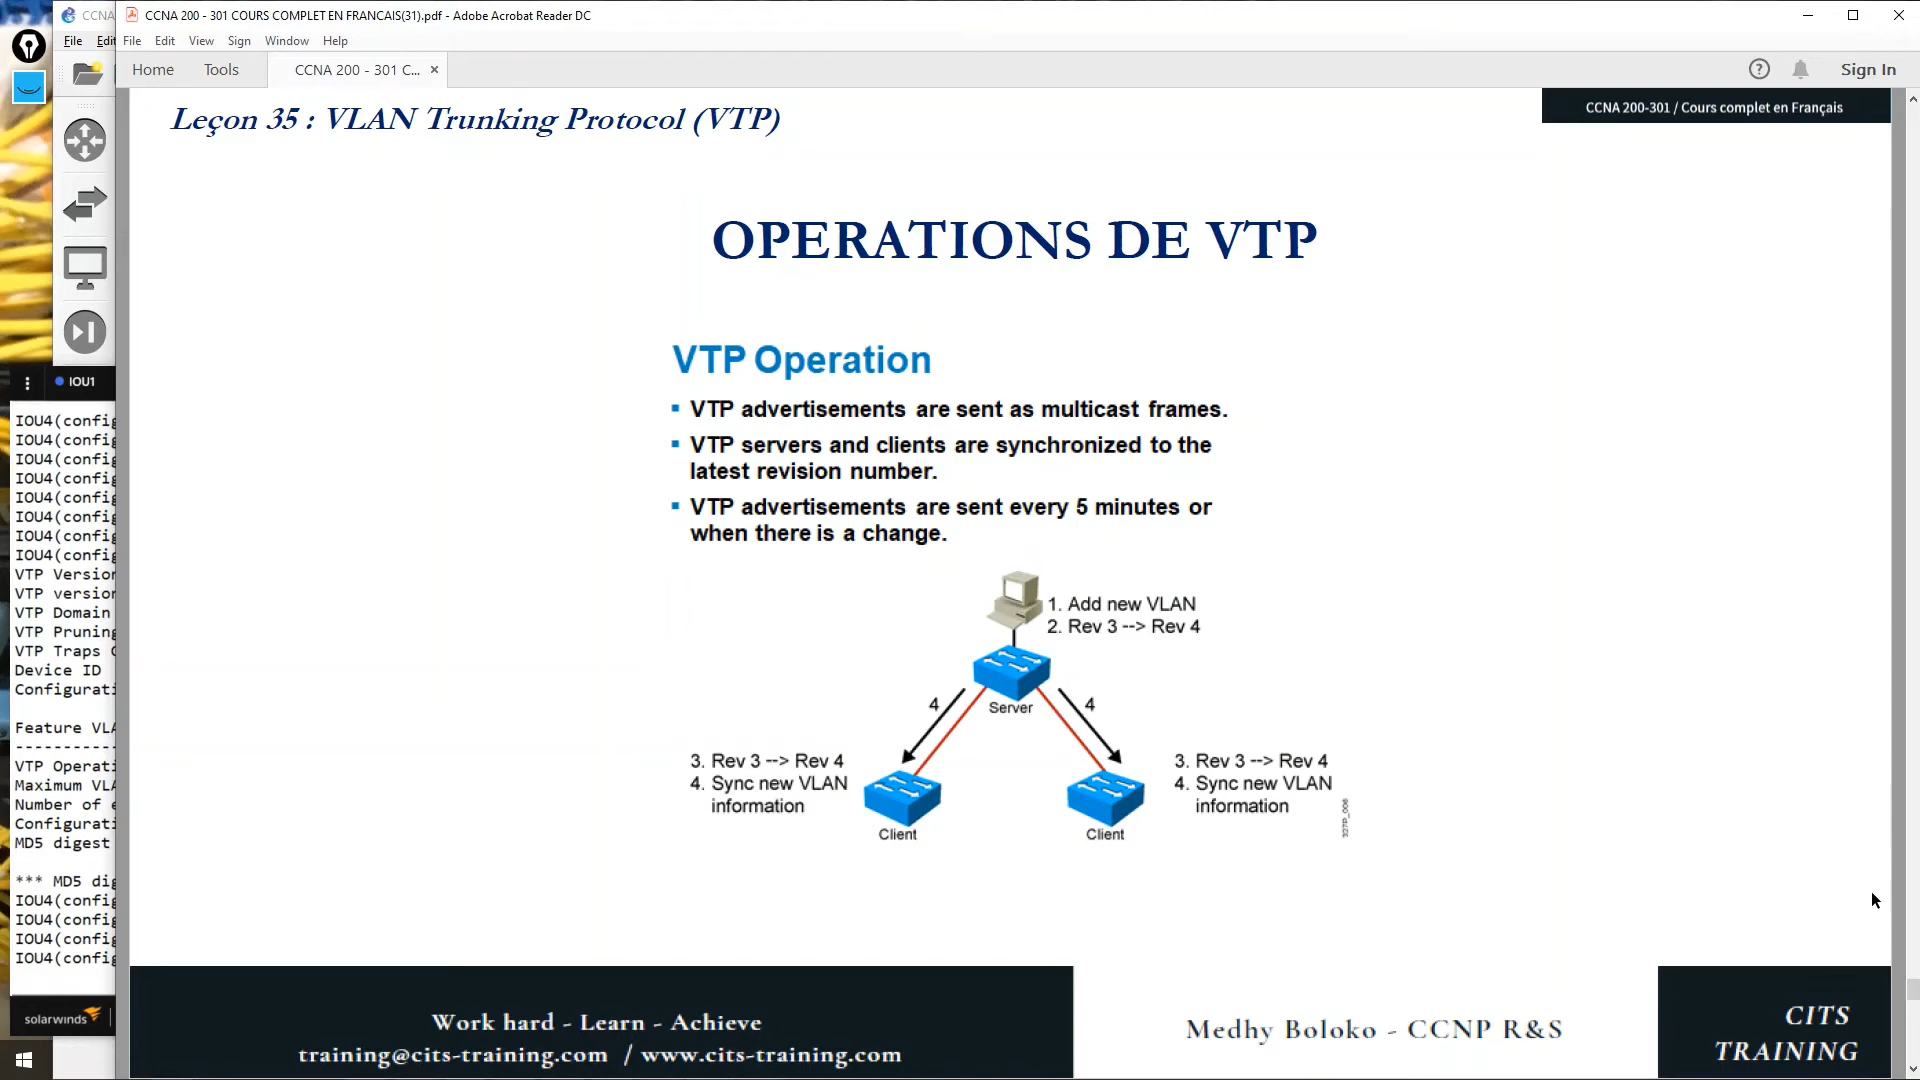 CCNA
CCNA 200 - 301 COURS COMPLET EN FRANCAIS(31).pdf - Adobe Acrobat Reader DC
File Edit
File Edit View Sign Window Help
Home Tools CCNA 200 - 301 C... ×
Sign In
Leçon 35 : VLAN Trunking Protocol (VTP)
CCNA 200-301 / Cours complet en Français
OPERATIONS DE VTP
VTP Operation
VTP advertisements are sent as multicast frames.
VTP servers and clients are synchronized to the
latest revision number.
VTP advertisements are sent every 5 minutes or
when there is a change.
1. Add new VLAN
2. Rev 3 --> Rev 4
4
4
Server
3. Rev 3 --> Rev 4
4. Sync new VLAN
information
Client
3. Rev 3 --> Rev 4
4. Sync new VLAN
information
Client
327P_006
IOU1
IOU4(config
IOU4(config
IOU4(config
IOU4(config
IOU4(config
IOU4(config
IOU4(config
IOU4(config
VTP Version
VTP version
VTP Domain
VTP Pruning
VTP Traps
Device ID
Configurati
Feature VLA
-----------
VTP Operati
Maximum VLA
Number of e
Configurati
MD5 digest
*** MD5 dig
IOU4(config
IOU4(config
IOU4(config
IOU4(config
solarwinds
Work hard - Learn - Achieve
training@cits-training.com / www.cits-training.com
Medhy Boloko - CCNP R&S
CITS
TRAINING